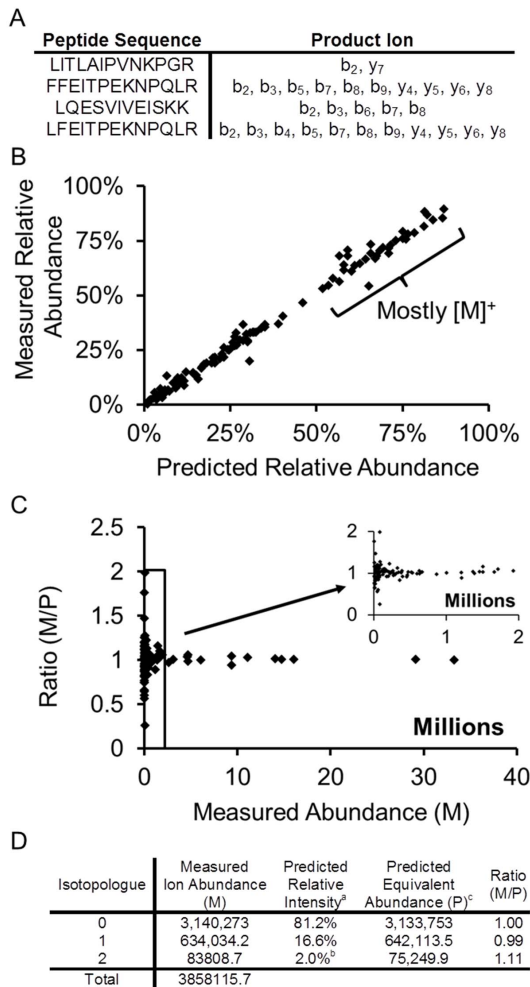 A
Peptide Sequence Product Ion
LITLAIPVNKPGR b2, y7
FFEITPEKNPQLR b2, b3, b5, b7, b8, b9, y4, y5, y6, y8
LQESVIVEISKK b2, b3, b6, b7, b8
LFEITPEKNPQLR b2, b3, b4, b5, b7, b8, b9, y4, y5, y6, y8
B
Measured Relative
Abundance
100%
75%
50%
25%
0%
Mostly [M]+
0% 25% 50% 75% 100%
Predicted Relative Abundance
C
Ratio (M/P)
2.5
2
1.5
1
0.5
0
2
1
0
Millions
0 1 2
Millions
0 10 20 30 40
Measured Abundance (M)
D
Isotopologue Measured Ion Abundance (M) Predicted Relative Intensitya Predicted Equivalent Abundance (P)c Ratio (M/P)
0 3,140,273 81.2% 3,133,753 1.00
1 634,034.2 16.6% 642,113.5 0.99
2 83808.7 2.0%b 75,249.9 1.11
Total 3858115.7